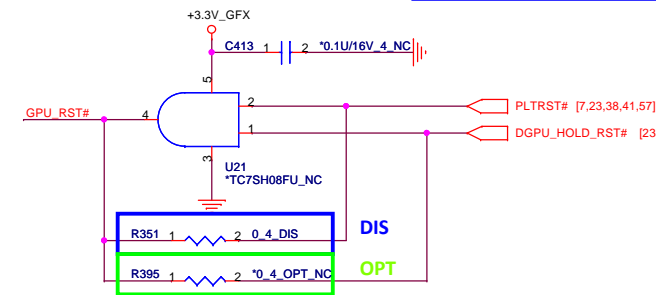 +3.3V_GFX
C413 1 2 *0.1U/16V_4_NC
5
GPU_RST# 4 2 PLTRST# [7,23,38,41,57]
1 DGPU_HOLD_RST# [23
3
U21
*TC7SH08FU_NC
R351 1 2 0_4_DIS DIS
R395 1 2 *0_4_OPT_NC OPT